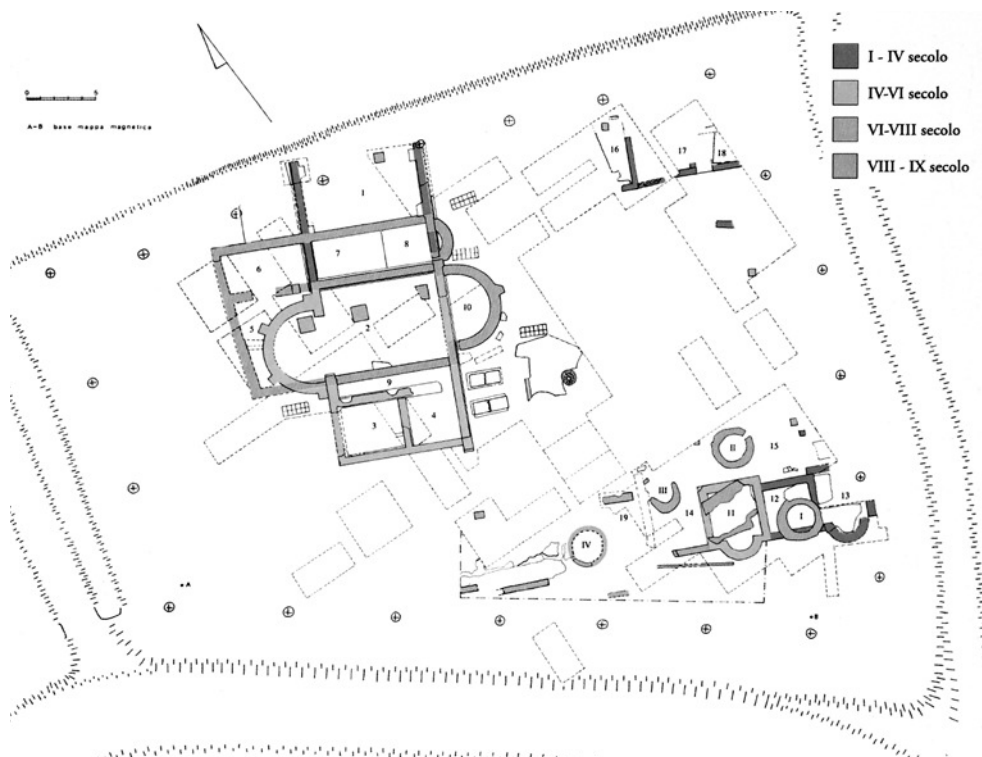 I - IV secolo
IV-VI secolo
VI-VIII secolo
VIII - IX secolo
0 5
A-B base mappa magnetica
16
17
18
1
7
8
6
10
5
2
9
3
4
II
15
III
12
13
11
I
14
19
IV
A
B